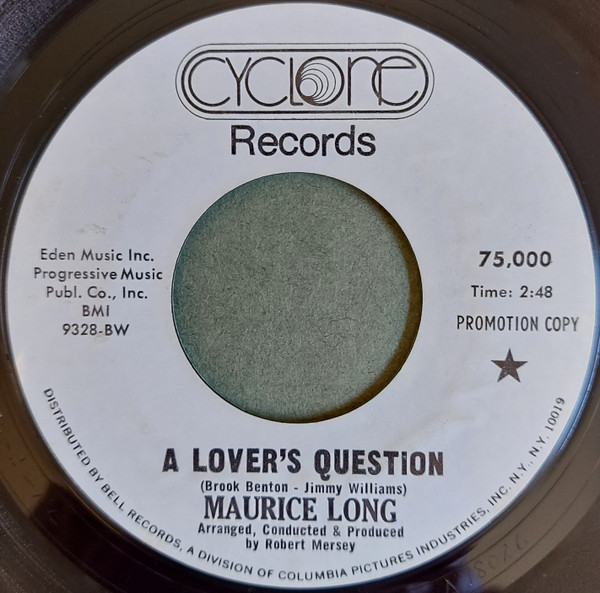 CYCLONE
Records
Eden Music Inc.
Progressive Music
Publ. Co., Inc.
BMI
9328-BW
75,000
Time: 2:48
PROMOTION COPY
A LOVER'S QUESTION
(Brook Benton - Jimmy Williams)
MAURICE LONG
Arranged, Conducted & Produced
by Robert Mersey
DISTRIBUTED BY BELL RECORDS, A DIVISION OF COLUMBIA PICTURES INDUSTRIES, INC. N.Y., N.Y. 10019